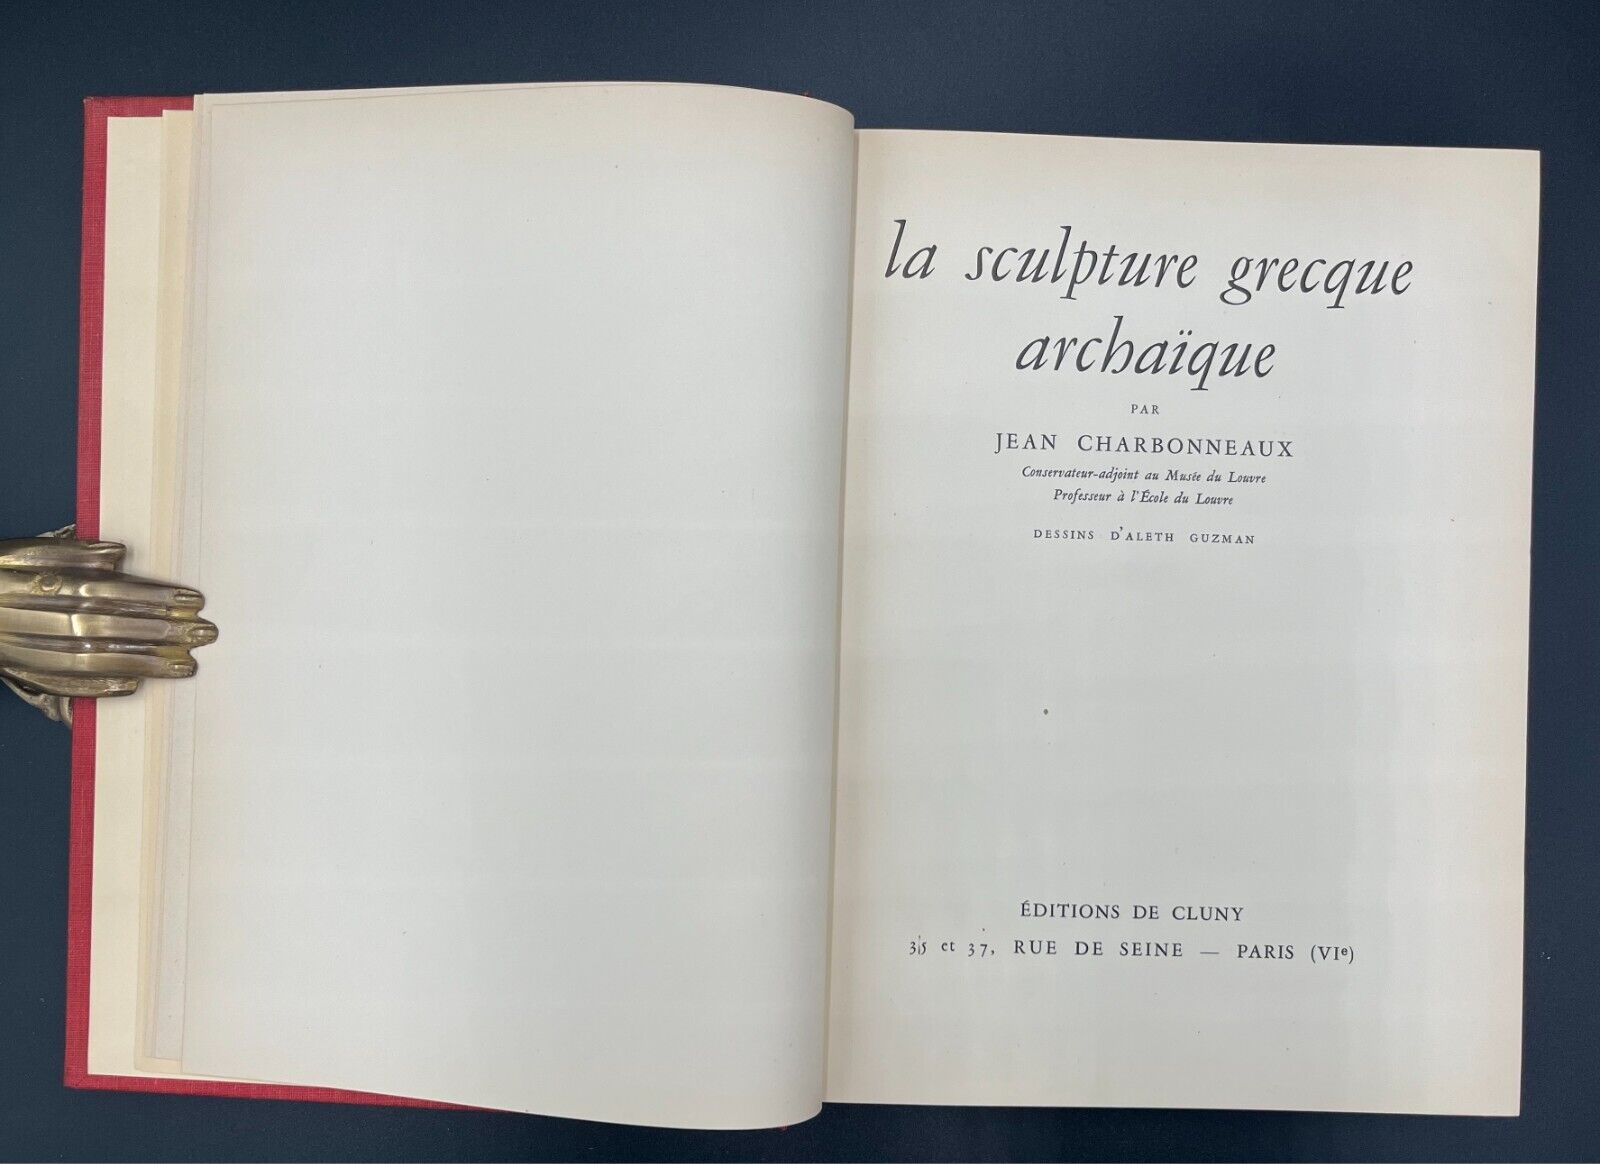 la sculpture grecque
archaïque
PAR
JEAN CHARBONNEAUX
Conservateur-adjoint au Musée du Louvre
Professeur à l'École du Louvre
DESSINS D'ALETH GUZMAN
ÉDITIONS DE CLUNY
35 et 37, RUE DE SEINE — PARIS (VIe)